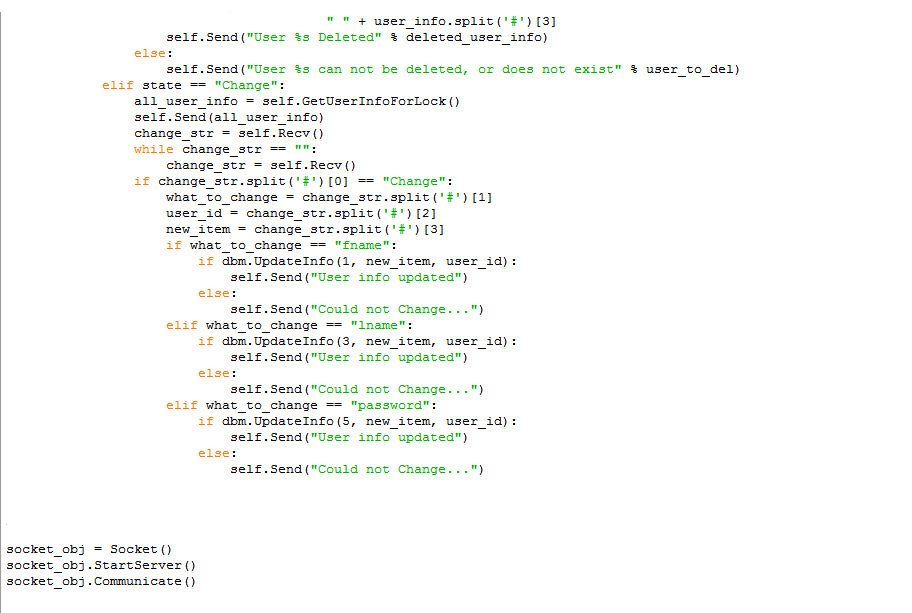 " " + user_info.split('#')[3]
self.Send("User %s Deleted" % deleted_user_info)
else:
self.Send("User %s can not be deleted, or does not exist" % user_to_del)
elif state == "Change":
all_user_info = self.GetUserInfoForLock()
self.Send(all_user_info)
change_str = self.Recv()
while change_str == "":
change_str = self.Recv()
if change_str.split('#')[0] == "Change":
what_to_change = change_str.split('#')[1]
user_id = change_str.split('#')[2]
new_item = change_str.split('#')[3]
if what_to_change == "fname":
if dbm.UpdateInfo(1, new_item, user_id):
self.Send("User info updated")
else:
self.Send("Could not Change...")
elif what_to_change == "lname":
if dbm.UpdateInfo(3, new_item, user_id):
self.Send("User info updated")
else:
self.Send("Could not Change...")
elif what_to_change == "password":
if dbm.UpdateInfo(5, new_item, user_id):
self.Send("User info updated")
else:
self.Send("Could not Change...")
socket_obj = Socket()
socket_obj.StartServer()
socket_obj.Communicate()